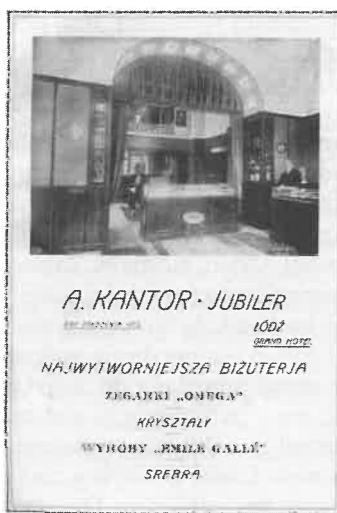 A. KANTOR · JUBILER
ŁÓDŹ
GRAND HOTEL
NAJWYTWORNIEJSZA BIŻUTERJA
ZEGARKI „OMEGA"
KRYSZTAŁY
WYROBY „EMILE GALLÉ"
SREBRA